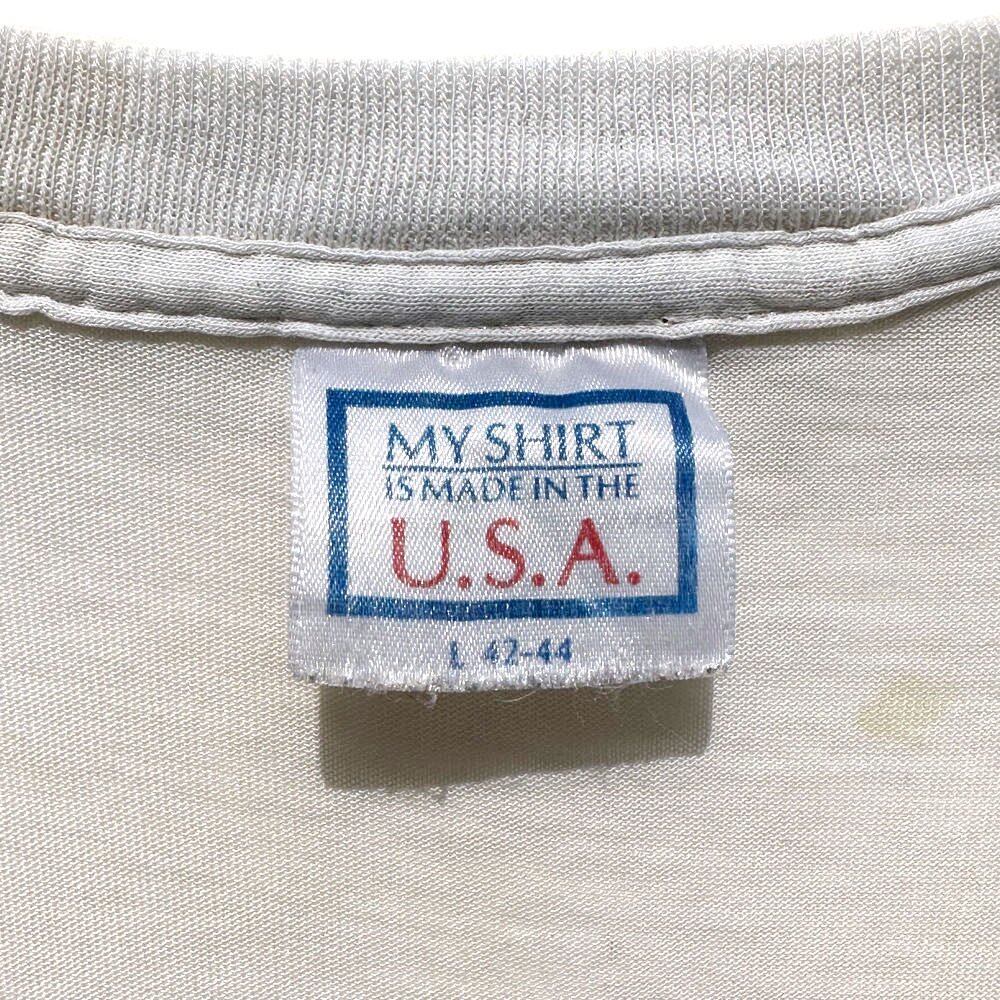 MY SHIRT
IS MADE IN THE
U.S.A.
L 42-44